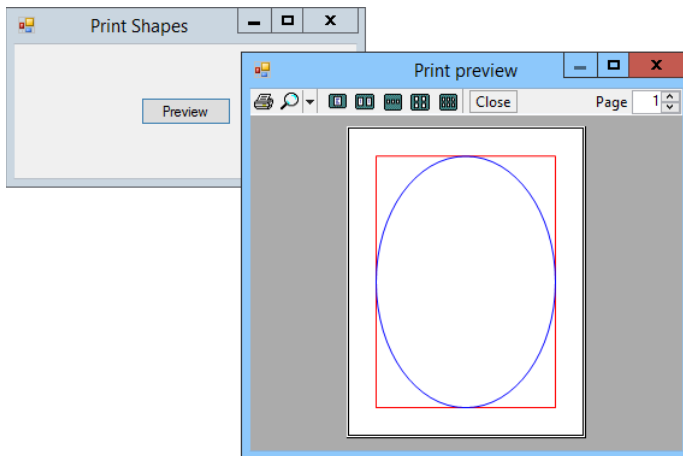 Print Shapes
Preview
Print preview
Close
Page
1